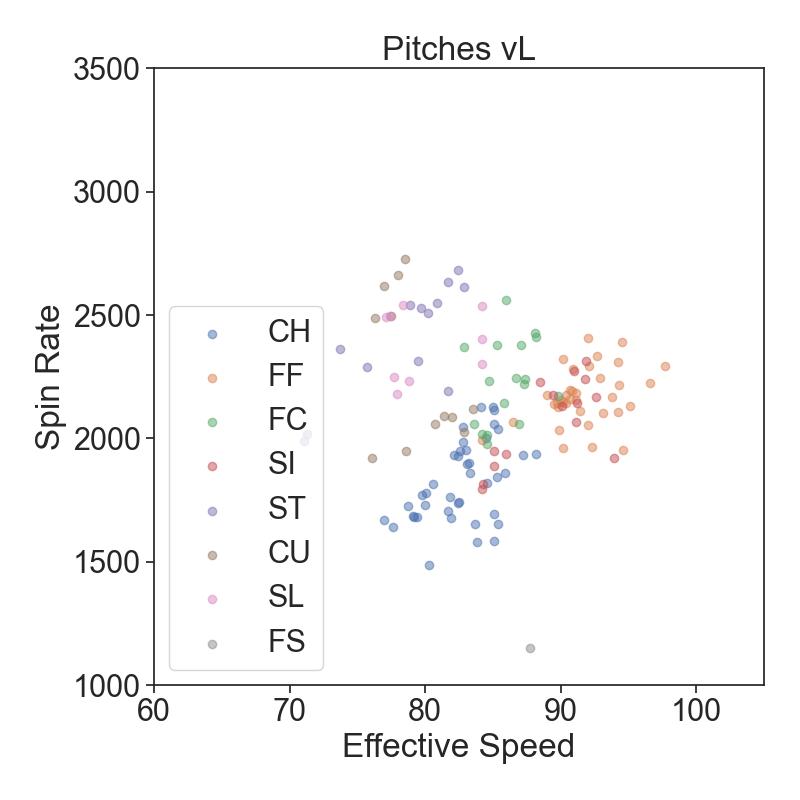 Pitches vL
3500
3000
2500
2000
1500
1000
Spin Rate
CH
FF
FC
SI
ST
CU
SL
FS
60 70 80 90 100
Effective Speed